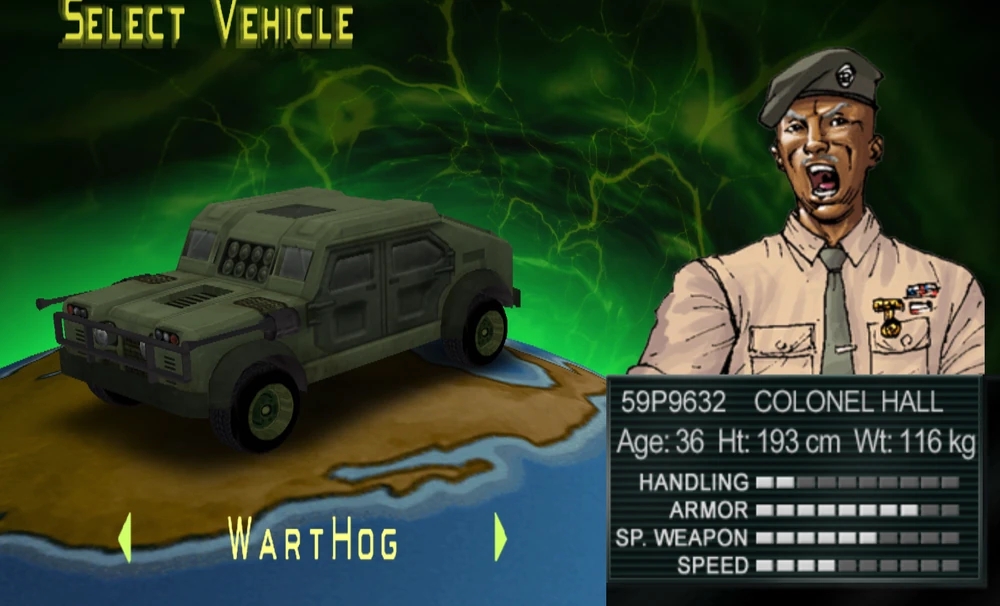 SELECT VEHICLE
WARTHOG
59P9632 COLONEL HALL
Age: 36 Ht: 193 cm Wt: 116 kg
HANDLING
ARMOR
SP. WEAPON
SPEED